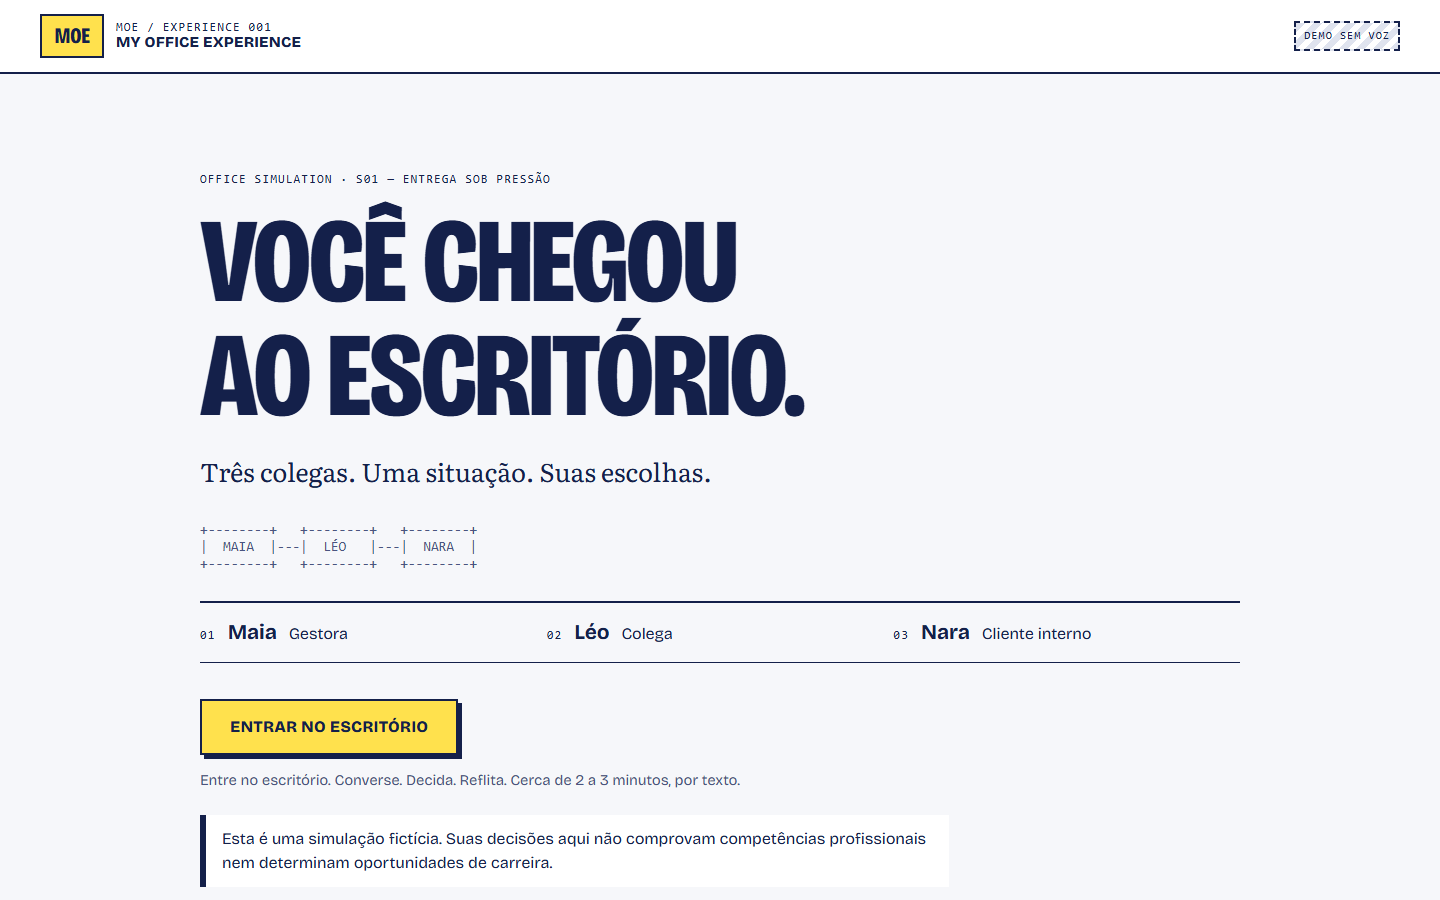 MOE
MOE / EXPERIENCE 001
MY OFFICE EXPERIENCE
DEMO SEM VOZ
OFFICE SIMULATION · S01 — ENTREGA SOB PRESSÃO
VOCÊ CHEGOU
AO ESCRITÓRIO.
Três colegas. Uma situação. Suas escolhas.
+--------+   +--------+   +--------+
|  MAIA  |---|  LÉO   |---|  NARA  |
+--------+   +--------+   +--------+
01 Maia Gestora
02 Léo Colega
03 Nara Cliente interno
ENTRAR NO ESCRITÓRIO
Entre no escritório. Converse. Decida. Reflita. Cerca de 2 a 3 minutos, por texto.
Esta é uma simulação fictícia. Suas decisões aqui não comprovam competências profissionais
nem determinam oportunidades de carreira.